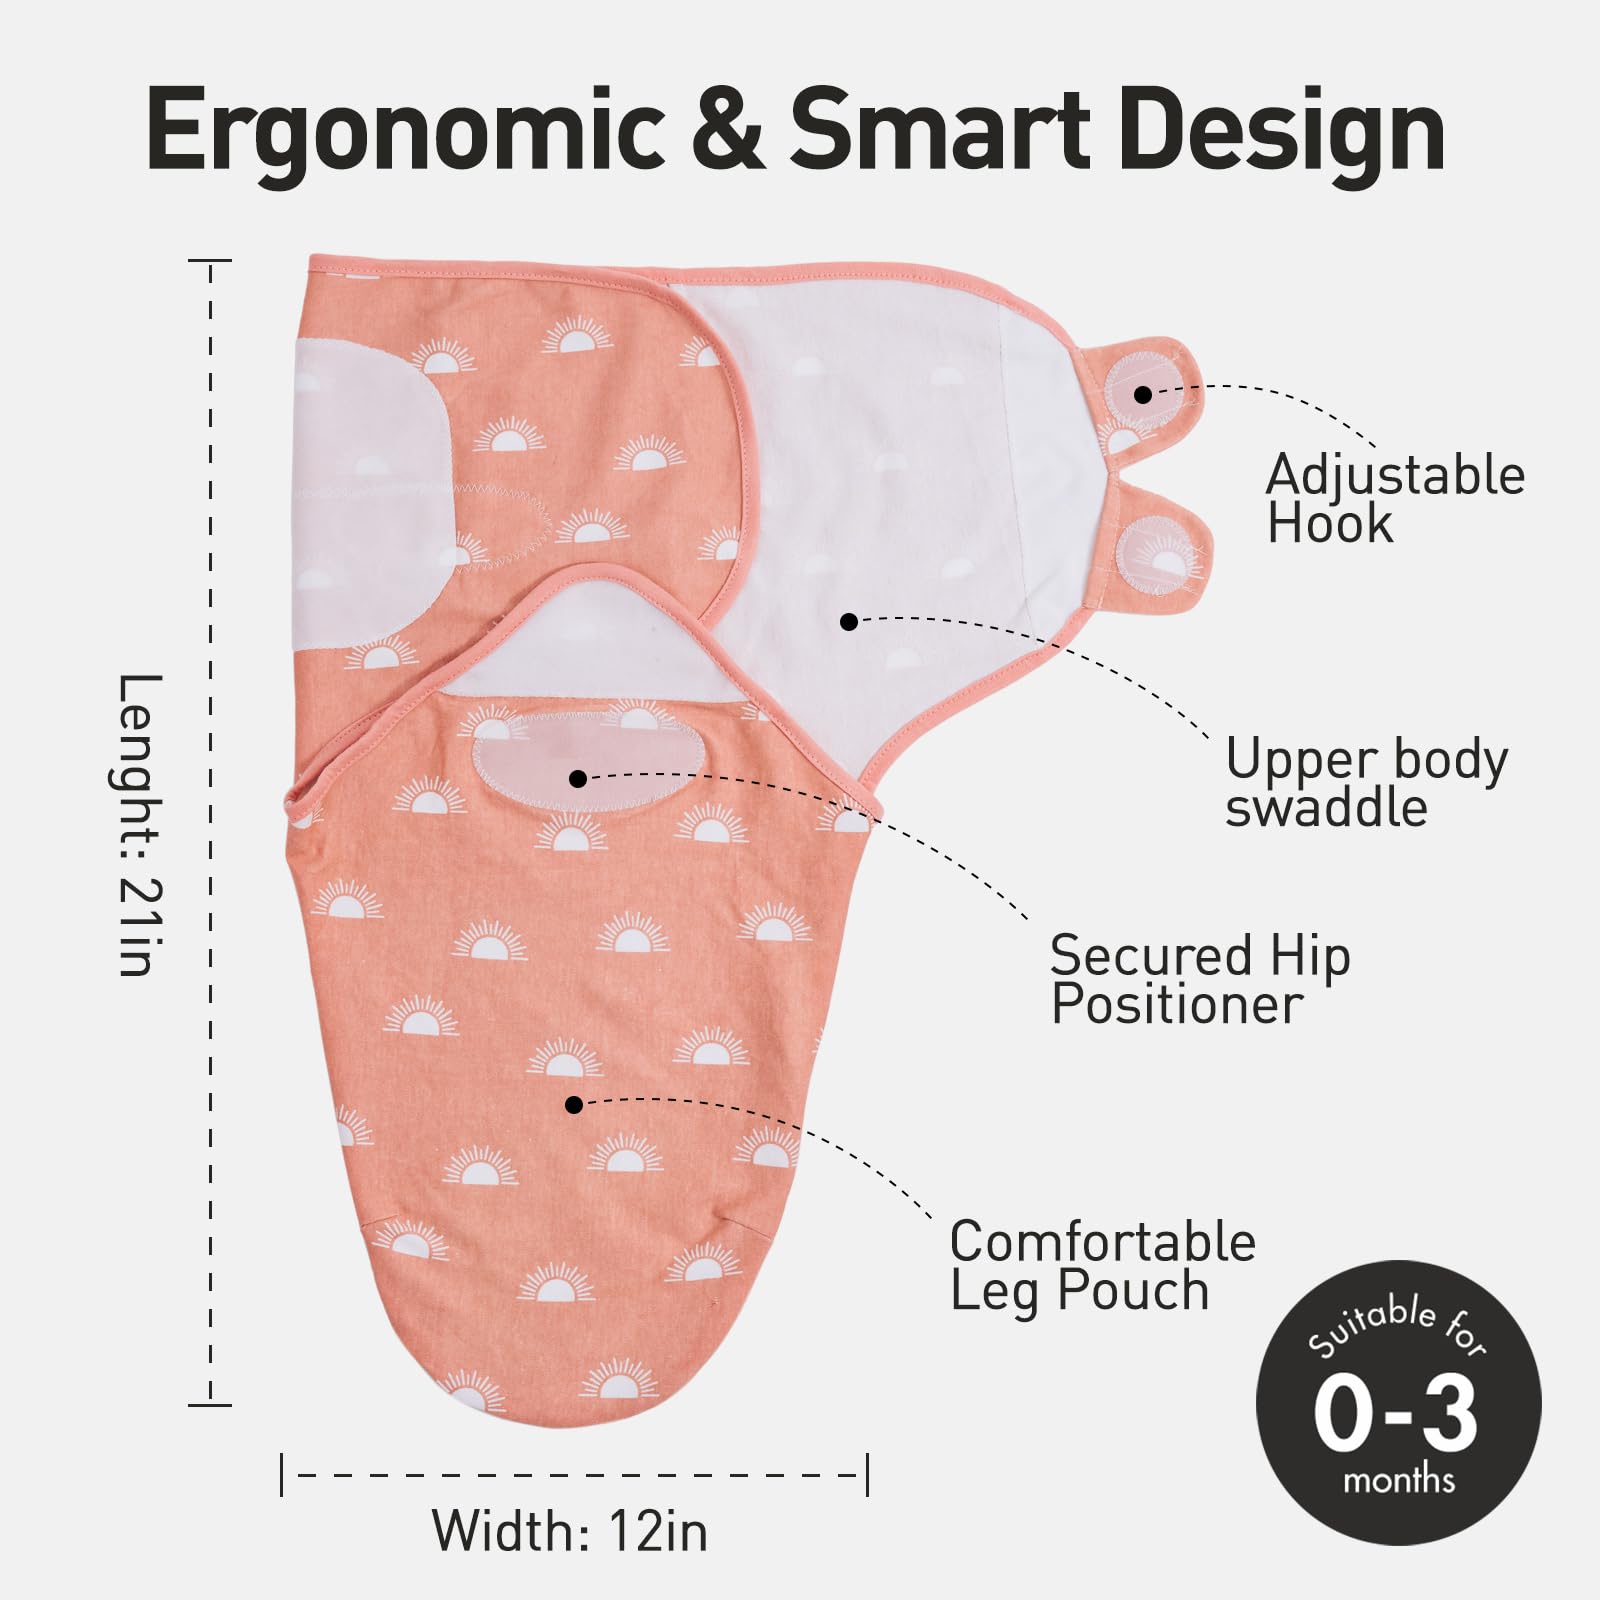 Ergonomic & Smart Design
Adjustable
Hook
Upper body
swaddle
Lenght: 21in
Secured Hip
Positioner
Comfortable
Leg Pouch
Suitable for
0-3
months
Width: 12in